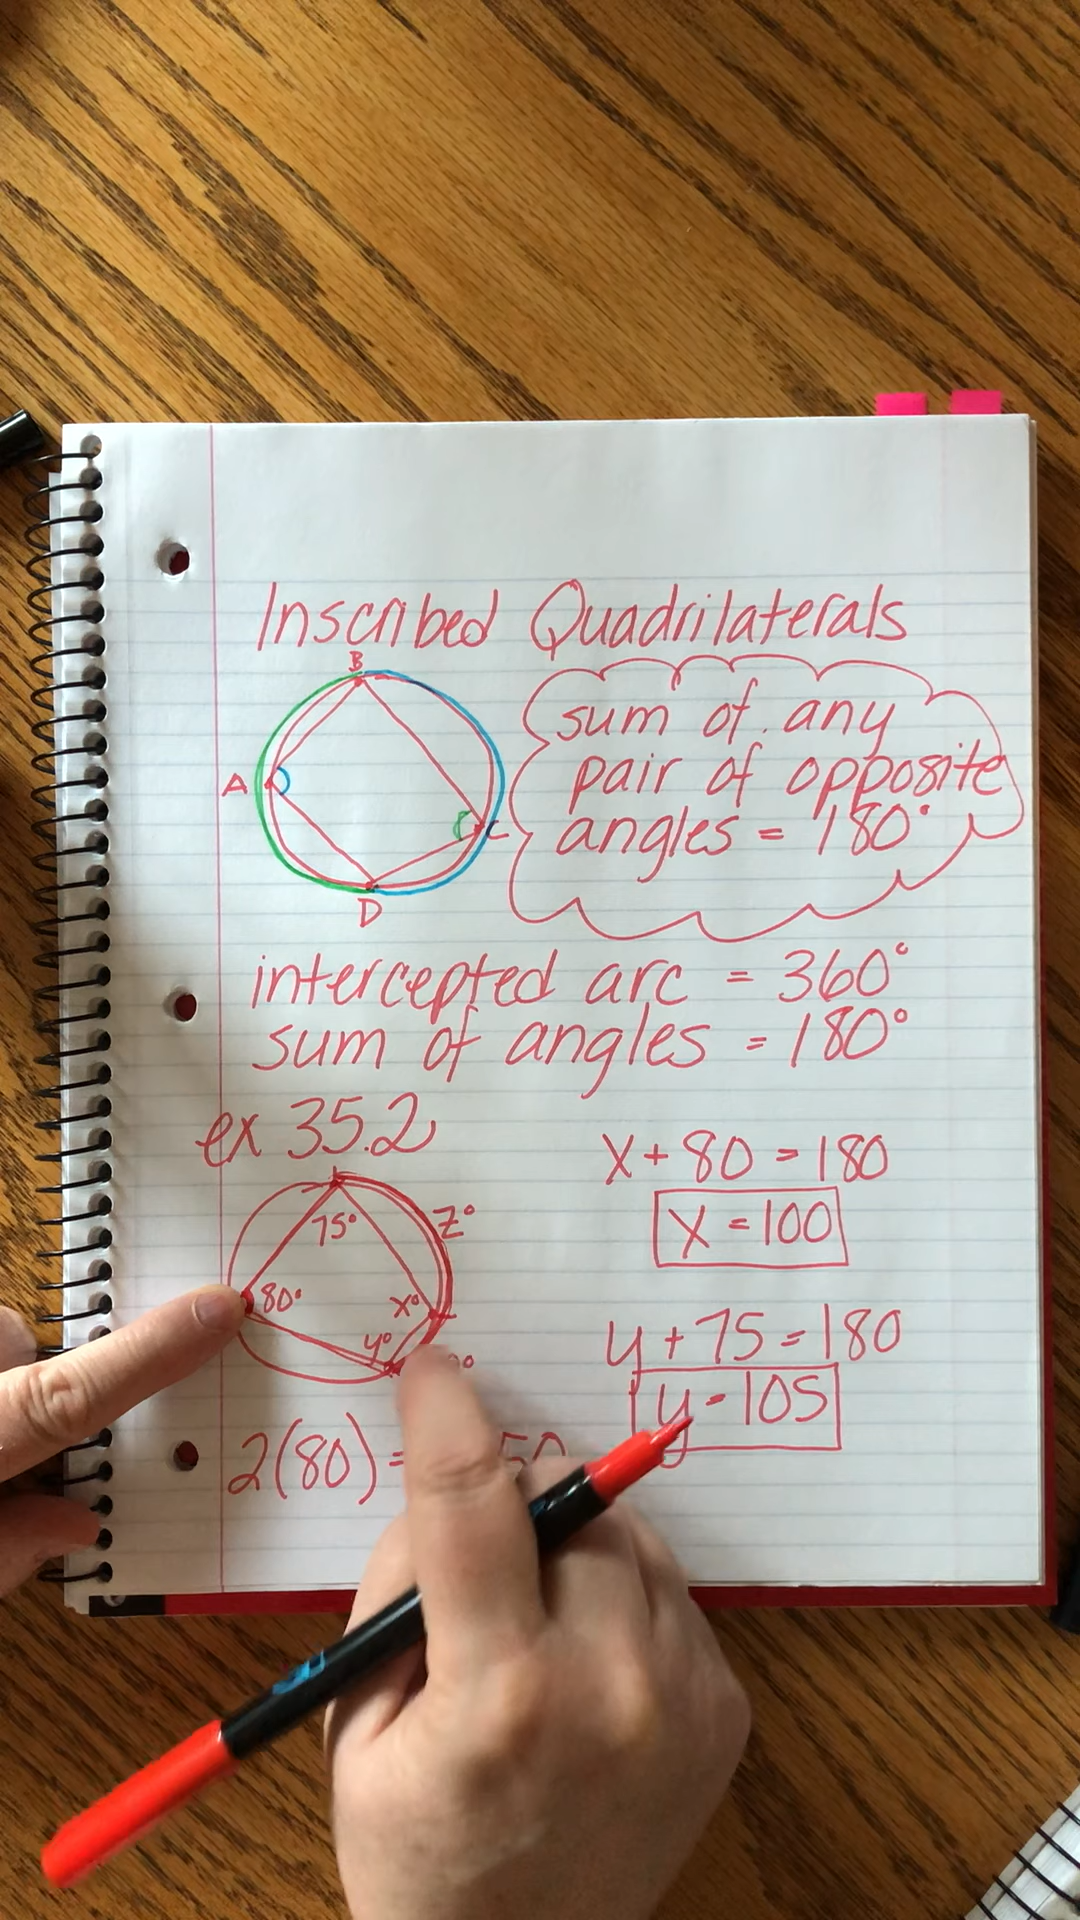 Inscribed Quadrilaterals
B
A
C
D
sum of any
pair of opposite
angles = 180°
intercepted arc = 360°
sum of angles = 180°
ex 35.2
75°
z°
80°
x°
y°
x + 80 = 180
x = 100
y + 75 = 180
y = 105
2(80) =